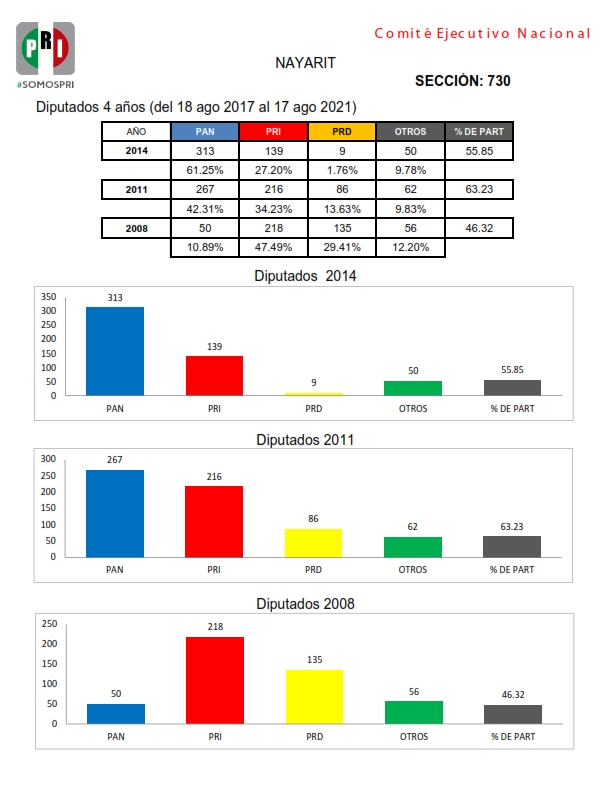 Comité Ejecutivo Nacional
PRI
#SOMOSPRI
NAYARIT
SECCIÓN: 730
Diputados 4 años (del 18 ago 2017 al 17 ago 2021)
AÑO PAN PRI PRD OTROS % DE PART
2014 313 139 9 50 55.85
61.25% 27.20% 1.76% 9.78%
2011 267 216 86 62 63.23
42.31% 34.23% 13.63% 9.83%
2008 50 218 135 56 46.32
10.89% 47.49% 29.41% 12.20%
Diputados 2014
350
300
250
200
150
100
50
0
313
139
9
50
55.85
PAN PRI PRD OTROS % DE PART
Diputados 2011
300
250
200
150
100
50
0
267
216
86
62
63.23
PAN PRI PRD OTROS % DE PART
Diputados 2008
250
200
150
100
50
0
50
218
135
56
46.32
PAN PRI PRD OTROS % DE PART